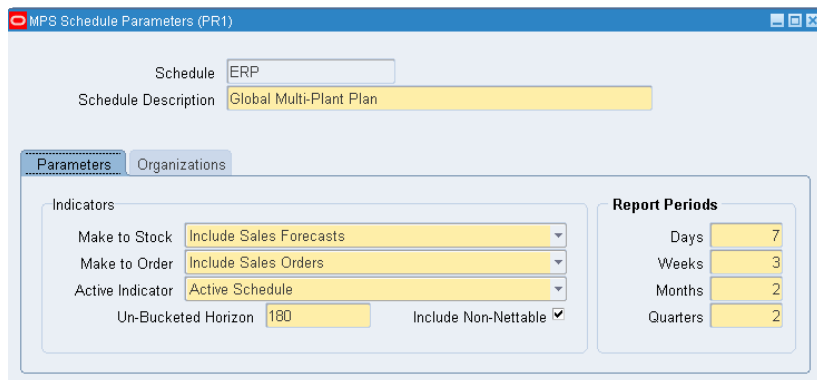 MPS Schedule Parameters (PR1)
Schedule ERP
Schedule Description Global Multi-Plant Plan
Parameters Organizations
Indicators
Make to Stock Include Sales Forecasts
Make to Order Include Sales Orders
Active Indicator Active Schedule
Un-Bucketed Horizon 180 Include Non-Nettable
Report Periods
Days 7
Weeks 3
Months 2
Quarters 2